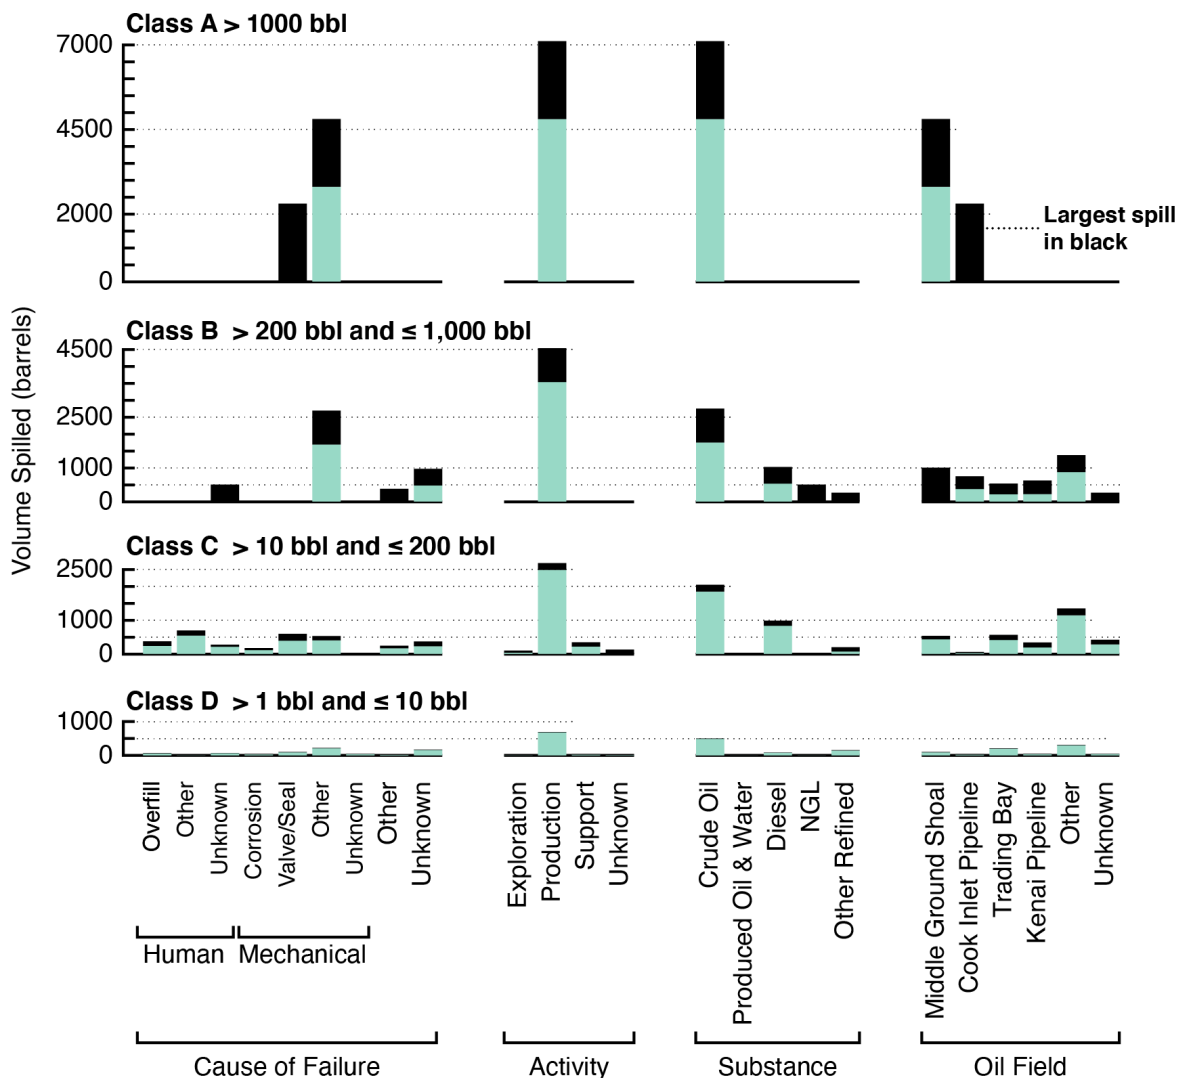 Class A > 1000 bbl
7000
4500
2000
0
Largest spill
in black
Volume Spilled (barrels)
Class B > 200 bbl and ≤ 1,000 bbl
4500
2500
1000
0
Class C > 10 bbl and ≤ 200 bbl
2500
1000
0
Class D > 1 bbl and ≤ 10 bbl
1000
0
Overfill
Other
Unknown
Corrosion
Valve/Seal
Other
Unknown
Other
Unknown
Exploration
Production
Support
Unknown
Crude Oil
Produced Oil & Water
Diesel
NGL
Other Refined
Middle Ground Shoal
Cook Inlet Pipeline
Trading Bay
Kenai Pipeline
Other
Unknown
Human
Mechanical
Cause of Failure
Activity
Substance
Oil Field